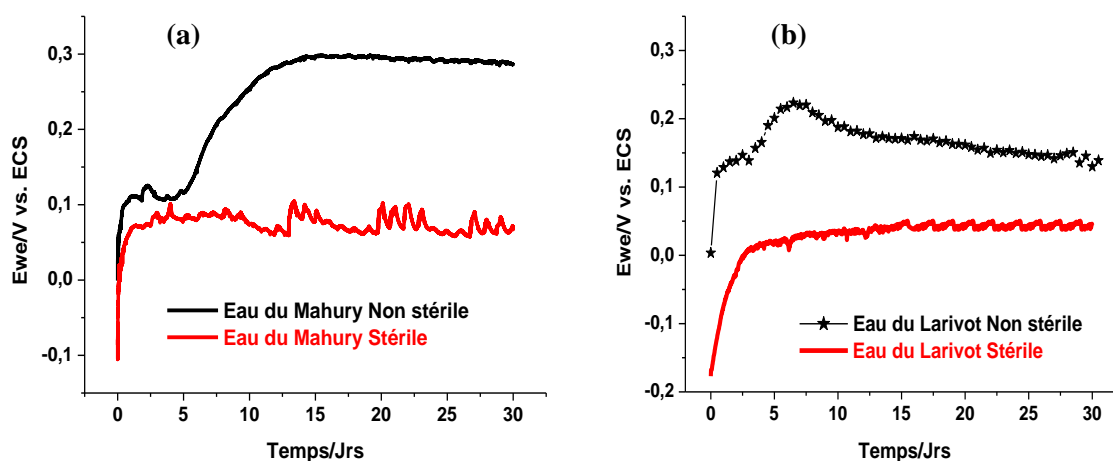 (a)
0,3
0,2
0,1
0,0
-0,1
Ewe/V vs. ECS
Eau du Mahury Non stérile
Eau du Mahury Stérile
0 5 10 15 20 25 30
Temps/Jrs
(b)
0,3
0,2
0,1
0,0
-0,1
-0,2
Ewe/V vs. ECS
Eau du Larivot Non stérile
Eau du Larivot Stérile
0 5 10 15 20 25 30
Temps/Jrs